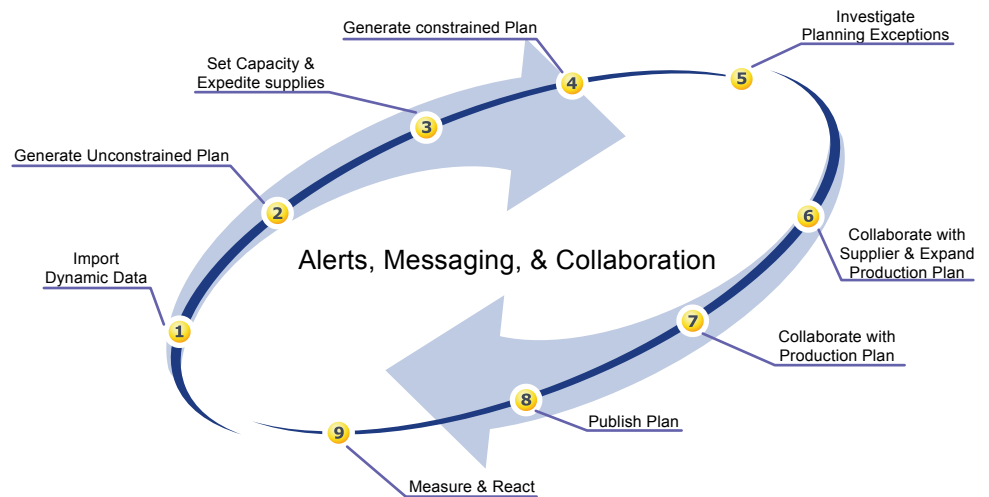 Generate constrained Plan
Investigate
Planning Exceptions
Set Capacity &
Expedite supplies
4
5
3
Generate Unconstrained Plan
2
6
Collaborate with
Supplier & Expand
Production Plan
Alerts, Messaging, & Collaboration
Import
Dynamic Data
1
7
Collaborate with
Production Plan
8
Publish Plan
9
Measure & React